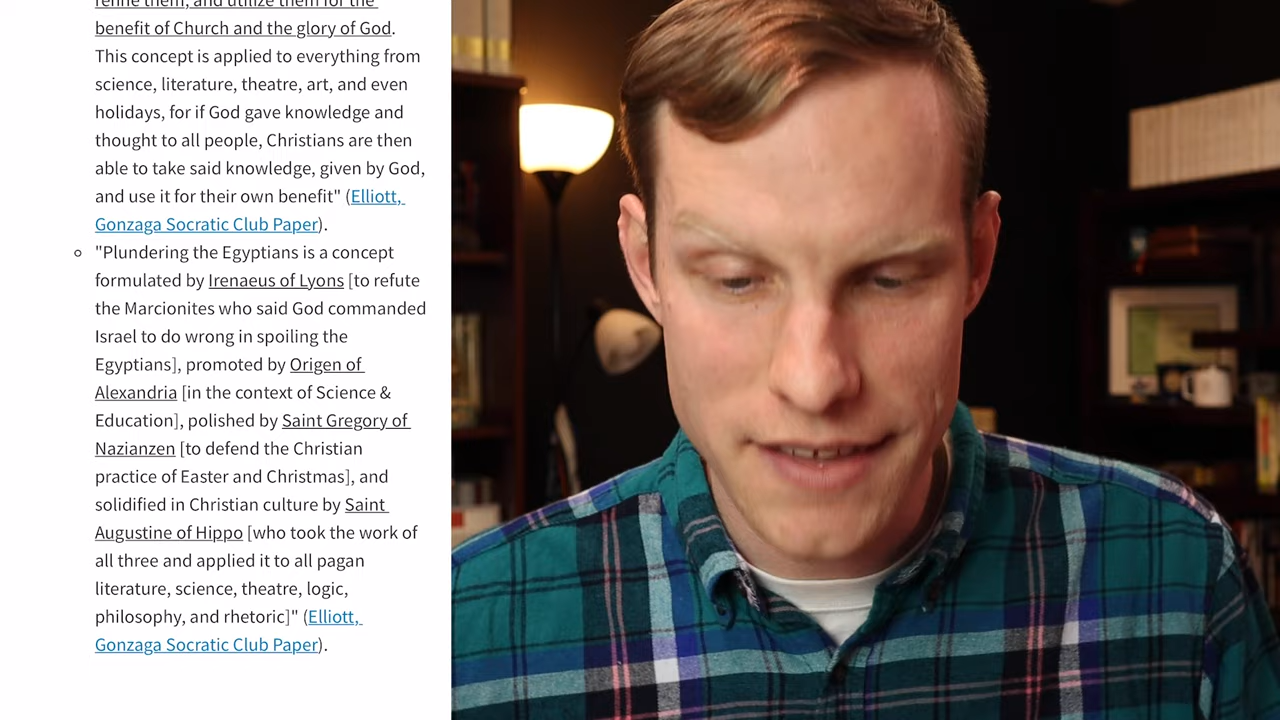 refine them, and utilize them for the
benefit of Church and the glory of God.
This concept is applied to everything from
science, literature, theatre, art, and even
holidays, for if God gave knowledge and
thought to all people, Christians are then
able to take said knowledge, given by God,
and use it for their own benefit" (Elliott,
Gonzaga Socratic Club Paper).
"Plundering the Egyptians is a concept
formulated by Irenaeus of Lyons [to refute
the Marcionites who said God commanded
Israel to do wrong in spoiling the
Egyptians], promoted by Origen of
Alexandria [in the context of Science &
Education], polished by Saint Gregory of
Nazianzen [to defend the Christian
practice of Easter and Christmas], and
solidified in Christian culture by Saint
Augustine of Hippo [who took the work of
all three and applied it to all pagan
literature, science, theatre, logic,
philosophy, and rhetoric]" (Elliott,
Gonzaga Socratic Club Paper).